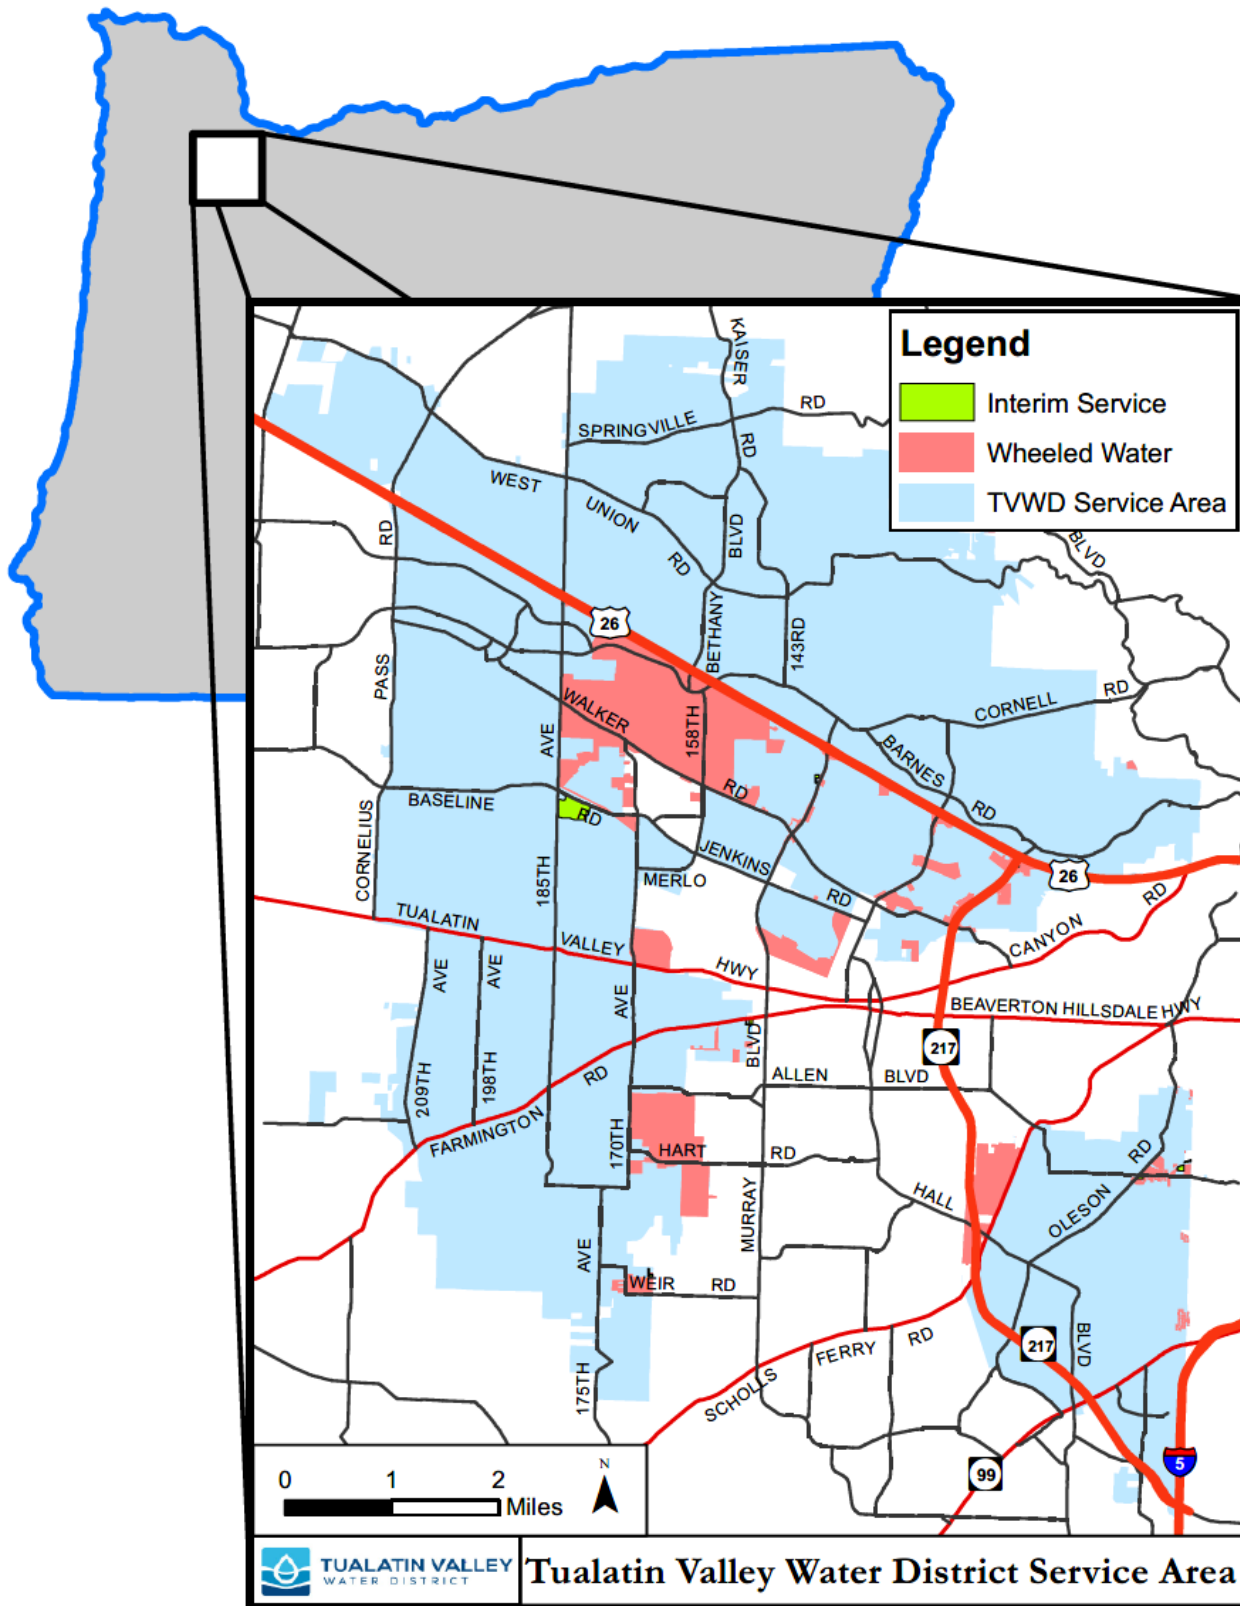 Legend
Interim Service
Wheeled Water
TVWD Service Area
KAISER
RD
SPRINGVILLE
RD
WEST
UNION
RD
BLVD
BLVD
RD
26
BETHANY
143RD
PASS
WALKER
158TH
CORNELL
RD
AVE
BARNES
RD
BASELINE
RD
RD
CORNELIUS
JENKINS
185TH
MERLO
RD
26
RD
TUALATIN
VALLEY
HWY
CANYON
AVE
AVE
AVE
BEAVERTON HILLSDALE HWY
BLVD
217
209TH
198TH
RD
ALLEN
BLVD
FARMINGTON
170TH
HART
RD
RD
HALL
OLESON
MURRAY
AVE
WEIR
RD
BLVD
217
RD
FERRY
SCHOLLS
175TH
99
5
0 1 2
Miles
N
TUALATIN VALLEY
WATER DISTRICT
Tualatin Valley Water District Service Area